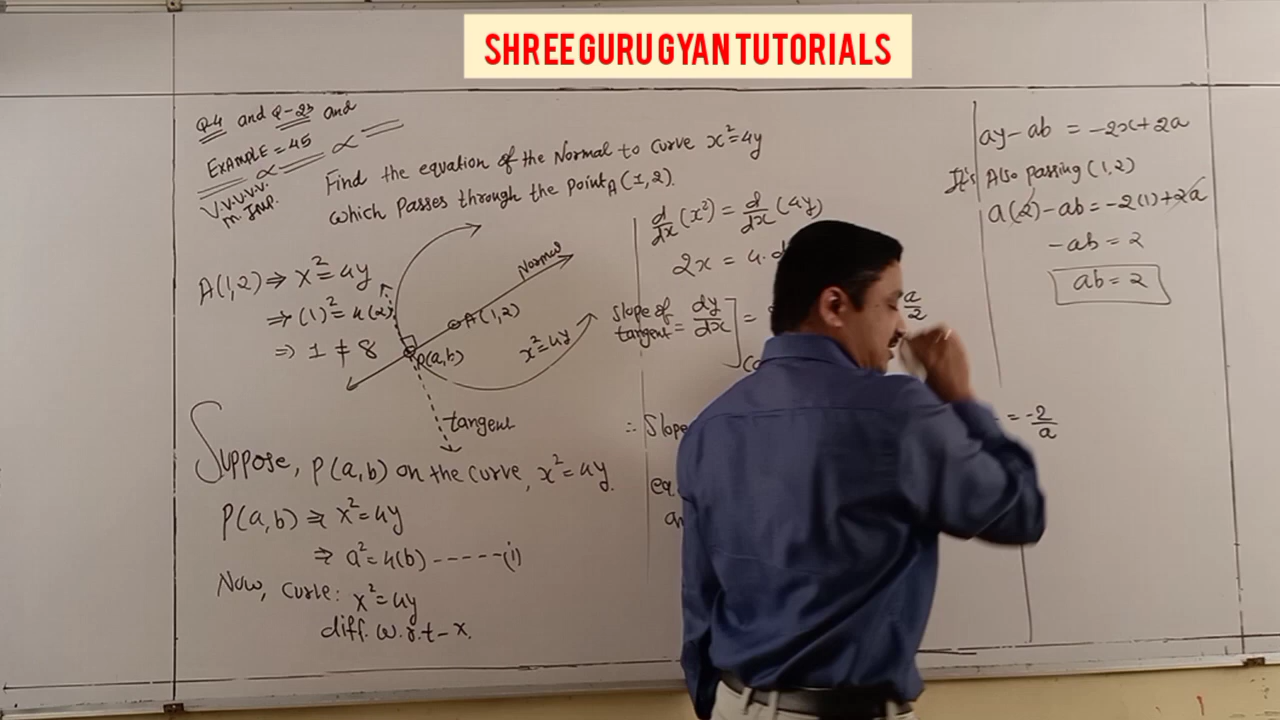 SHREE GURU GYAN TUTORIALS
Q-4 and Q-23 and
EXAMPLE = 45
V.V.V.V.V.
M. Imp.
Find the equation of the Normal to curve x²=4y
which passes through the point A(1,2).
A(1,2) ⇒ x²=4y
⇒ (1)²=4(2)
⇒ 1 ≠ 8
Normal
A(1,2)
P(a,b)
x²=4y
tangent
Suppose, P(a,b) on the curve, x²=4y.
P(a,b) ⇒ x²=4y
⇒ a²=4(b) ------(i)
Now, curve: x²=4y
diff. w.r.t-x.
d/dx (x²) = d/dx (4y)
2x = 4.d
slope of
tangent = dy/dx ] =
a/2
∴ Slope
= -2/a
eq
ay-ab = -2x+2a
It's Also passing (1,2)
a(2)-ab=-2(1)+2a
-ab = 2
ab = 2